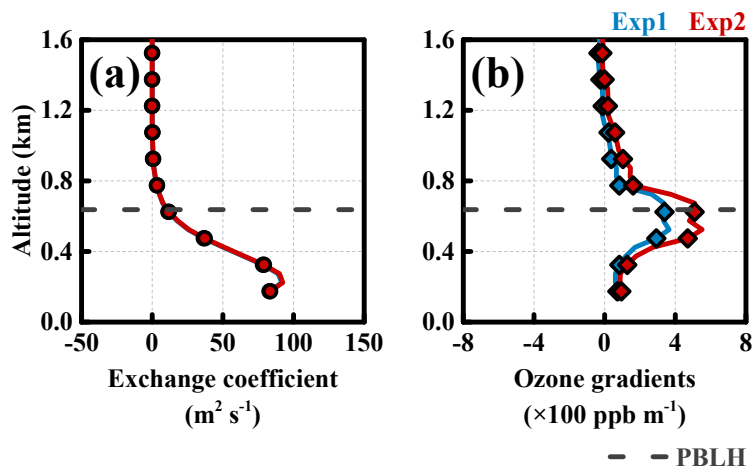 Exp1 Exp2
(a) (b)
Altitude (km)
1.6
1.2
0.8
0.4
0.0
-50 0 50 100 150
Exchange coefficient
(m² s⁻¹)
1.6
1.2
0.8
0.4
0.0
-8 -4 0 4 8
Ozone gradients
(×100 ppb m⁻¹)
PBLH